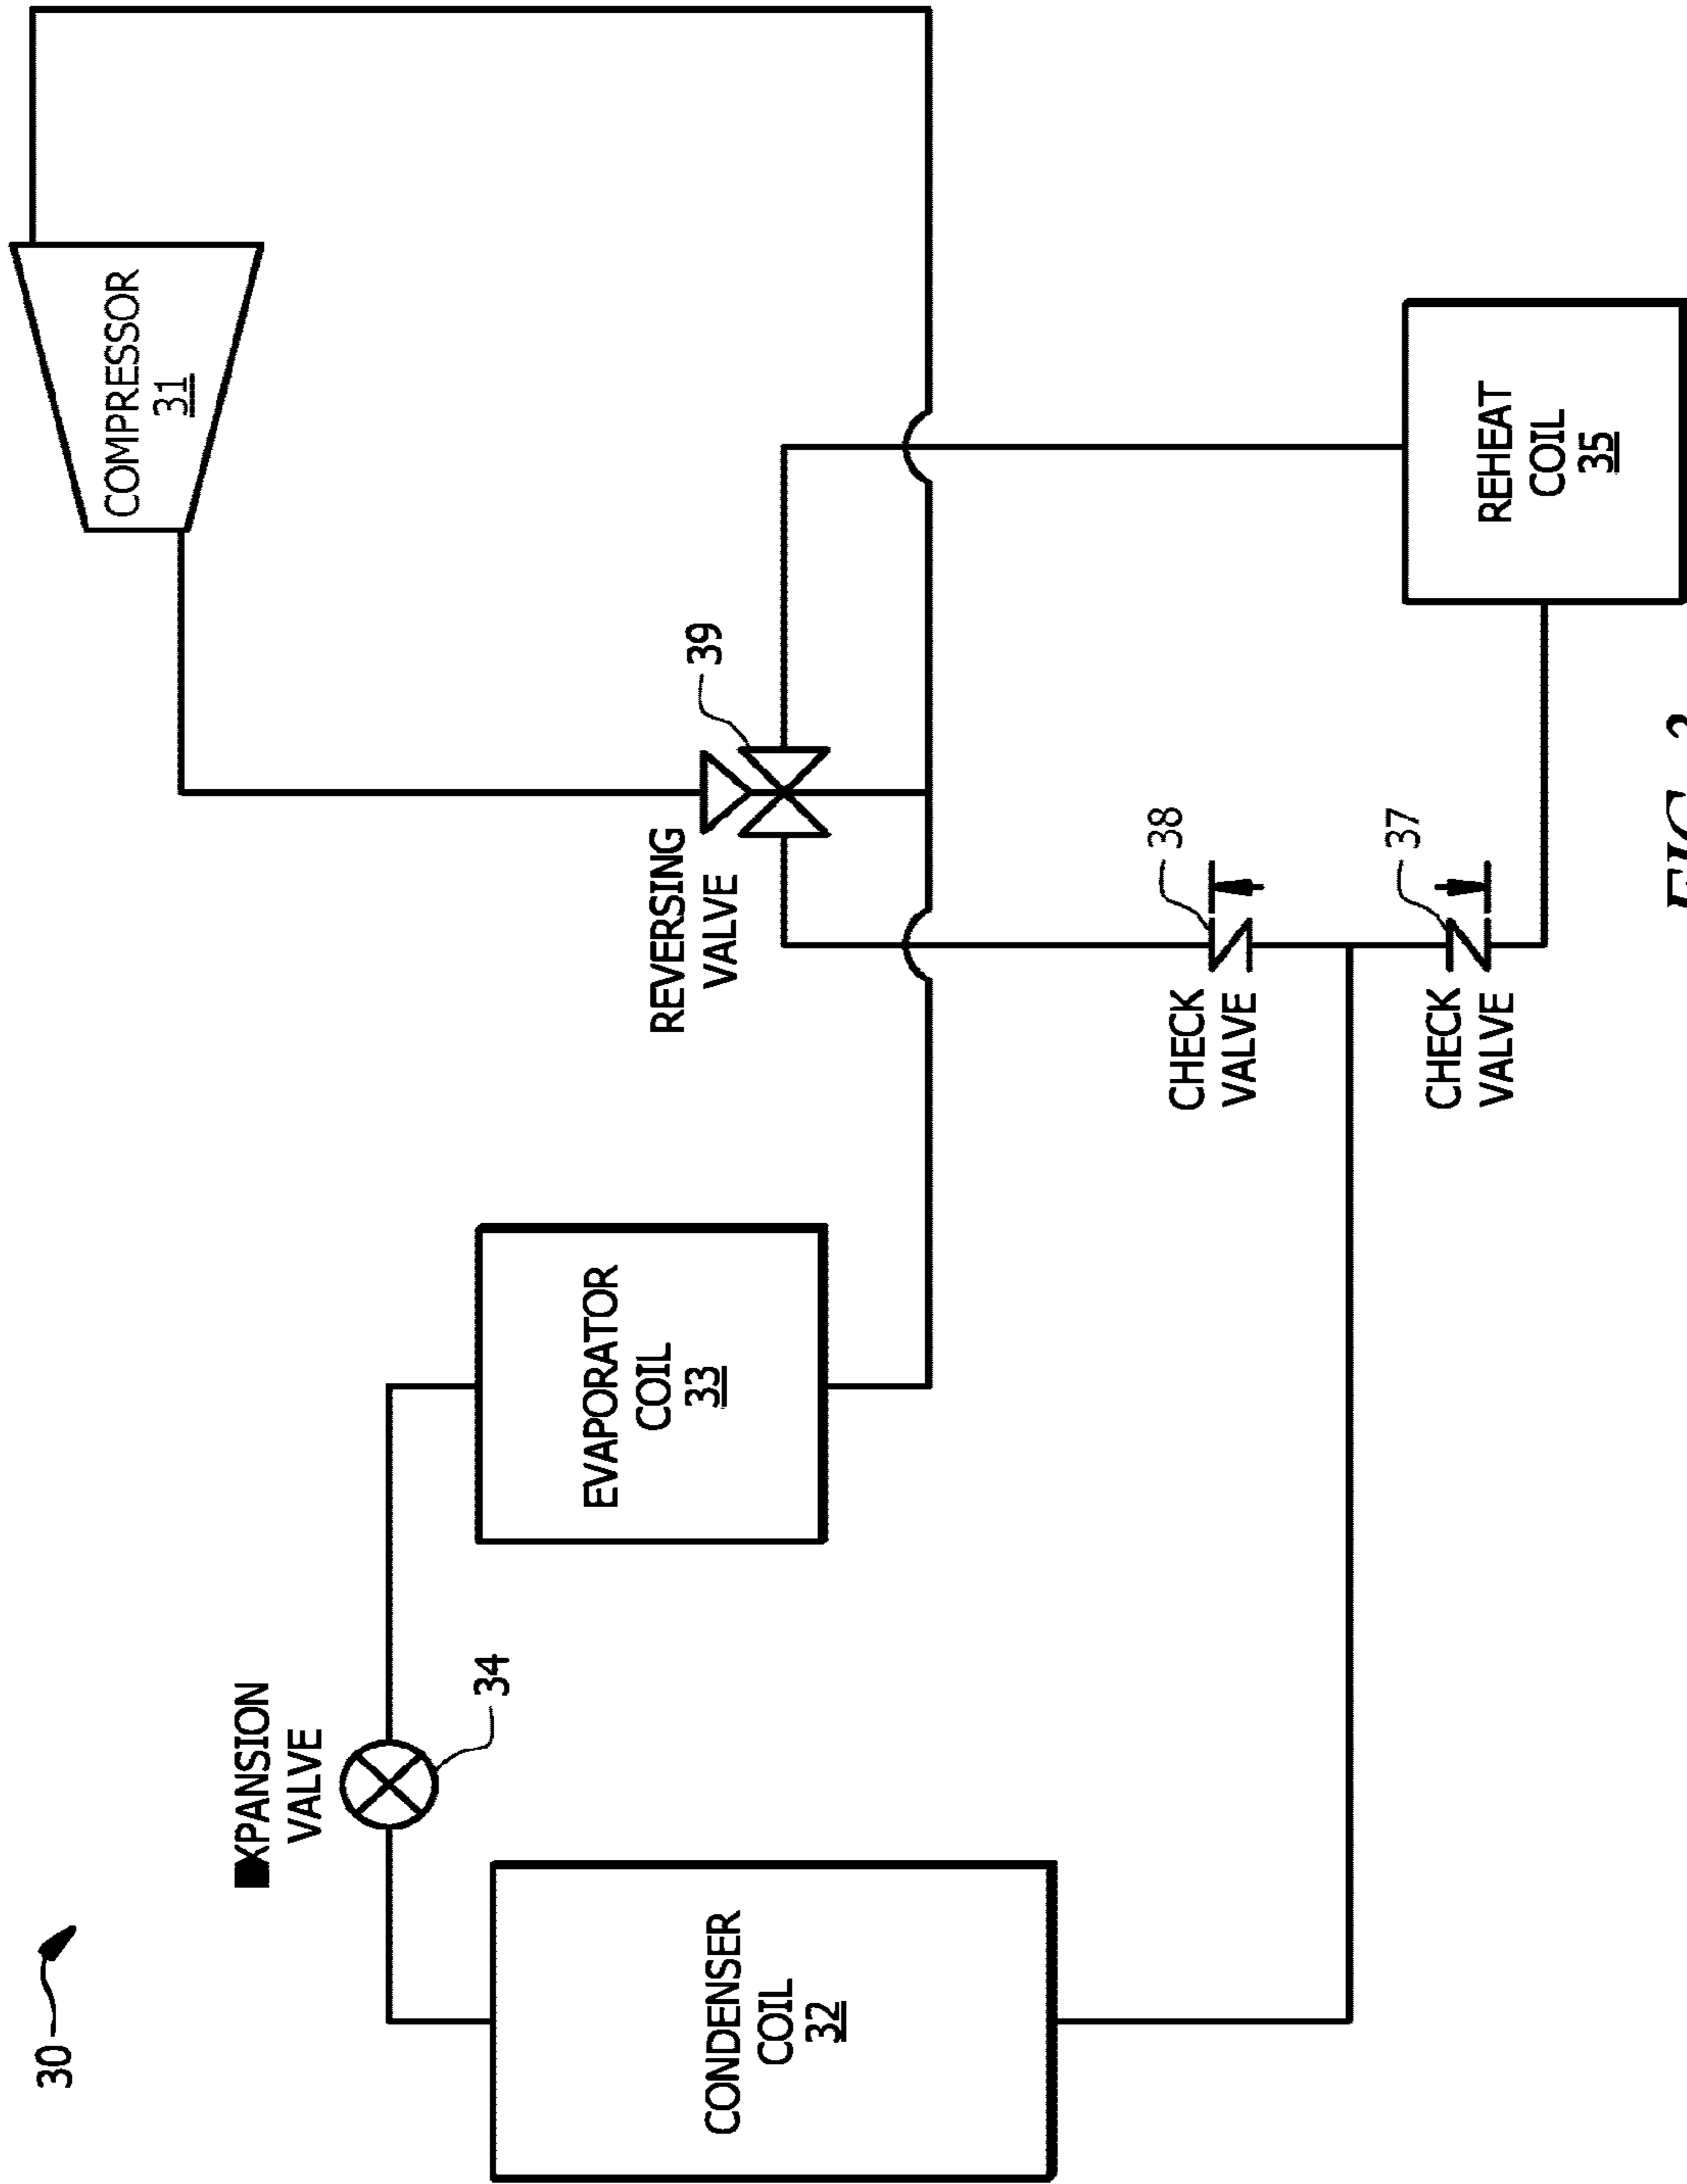 30
COMPRESSOR
31
XPANSION
VALVE
34
EVAPORATOR
COIL
33
REVERSING
VALVE
39
CONDENSER
COIL
32
CHECK
VALVE
38
CHECK
VALVE
37
REHEAT
COIL
35
FIG.